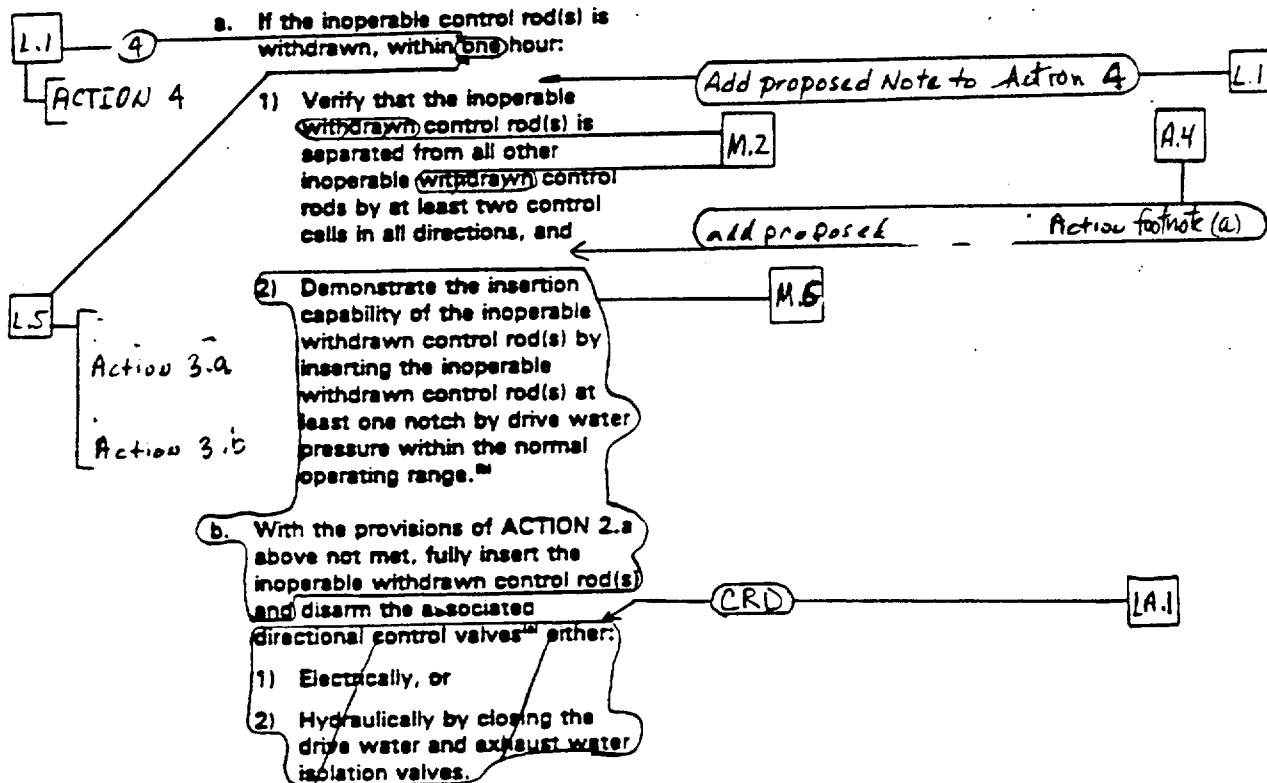 a. If the inoperable control rod(s) is
withdrawn, within one hour:
L.1
4
ACTION 4
Add proposed Note to Action 4
L.1
1) Verify that the inoperable
withdrawn control rod(s) is
separated from all other
inoperable withdrawn control
rods by at least two control
cells in all directions, and
M.2
A.4
add proposed Action footnote (a)
2) Demonstrate the insertion
capability of the inoperable
withdrawn control rod(s) by
inserting the inoperable
withdrawn control rod(s) at
least one notch by drive water
pressure within the normal
operating range.
M.5
L.5
Action 3.a
Action 3.b
b. With the provisions of ACTION 2.a
above not met, fully insert the
inoperable withdrawn control rod(s)
and disarm the associated
directional control valves(a) either:
CRD
LA.1
1) Electrically, or
2) Hydraulically by closing the
drive water and exhaust water
isolation valves.